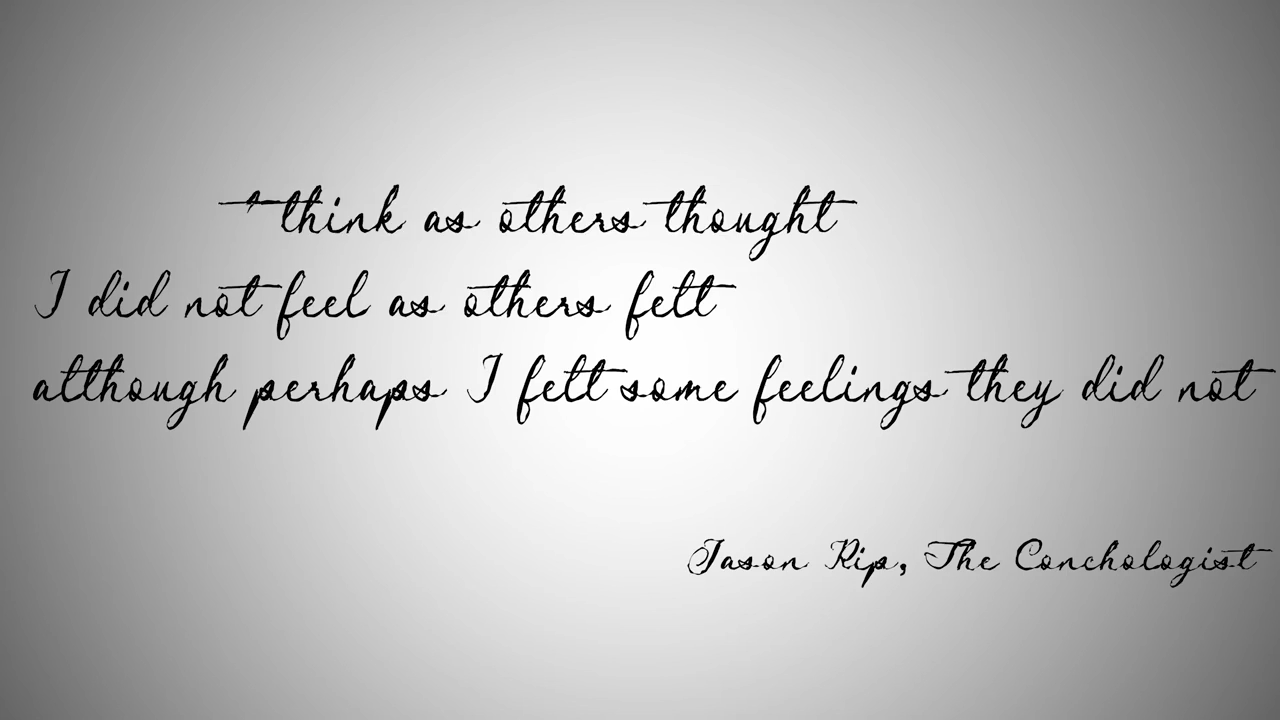 think as others thought
I did not feel as others felt
although perhaps I felt some feelings they did not
Jason Rip, The Conchologist